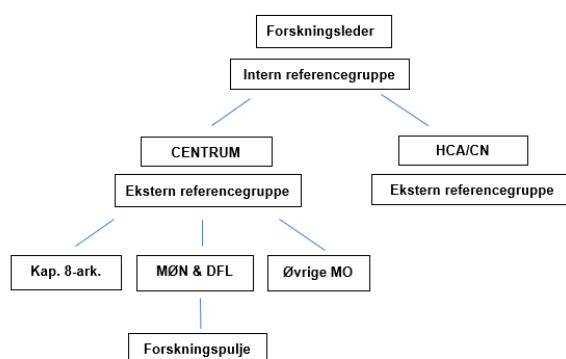 Forskningsleder
Intern referencegruppe
CENTRUM
HCA/CN
Ekstern referencegruppe
Ekstern referencegruppe
Kap. 8-ark.
MØN & DFL
Øvrige MO
Forskningspulje